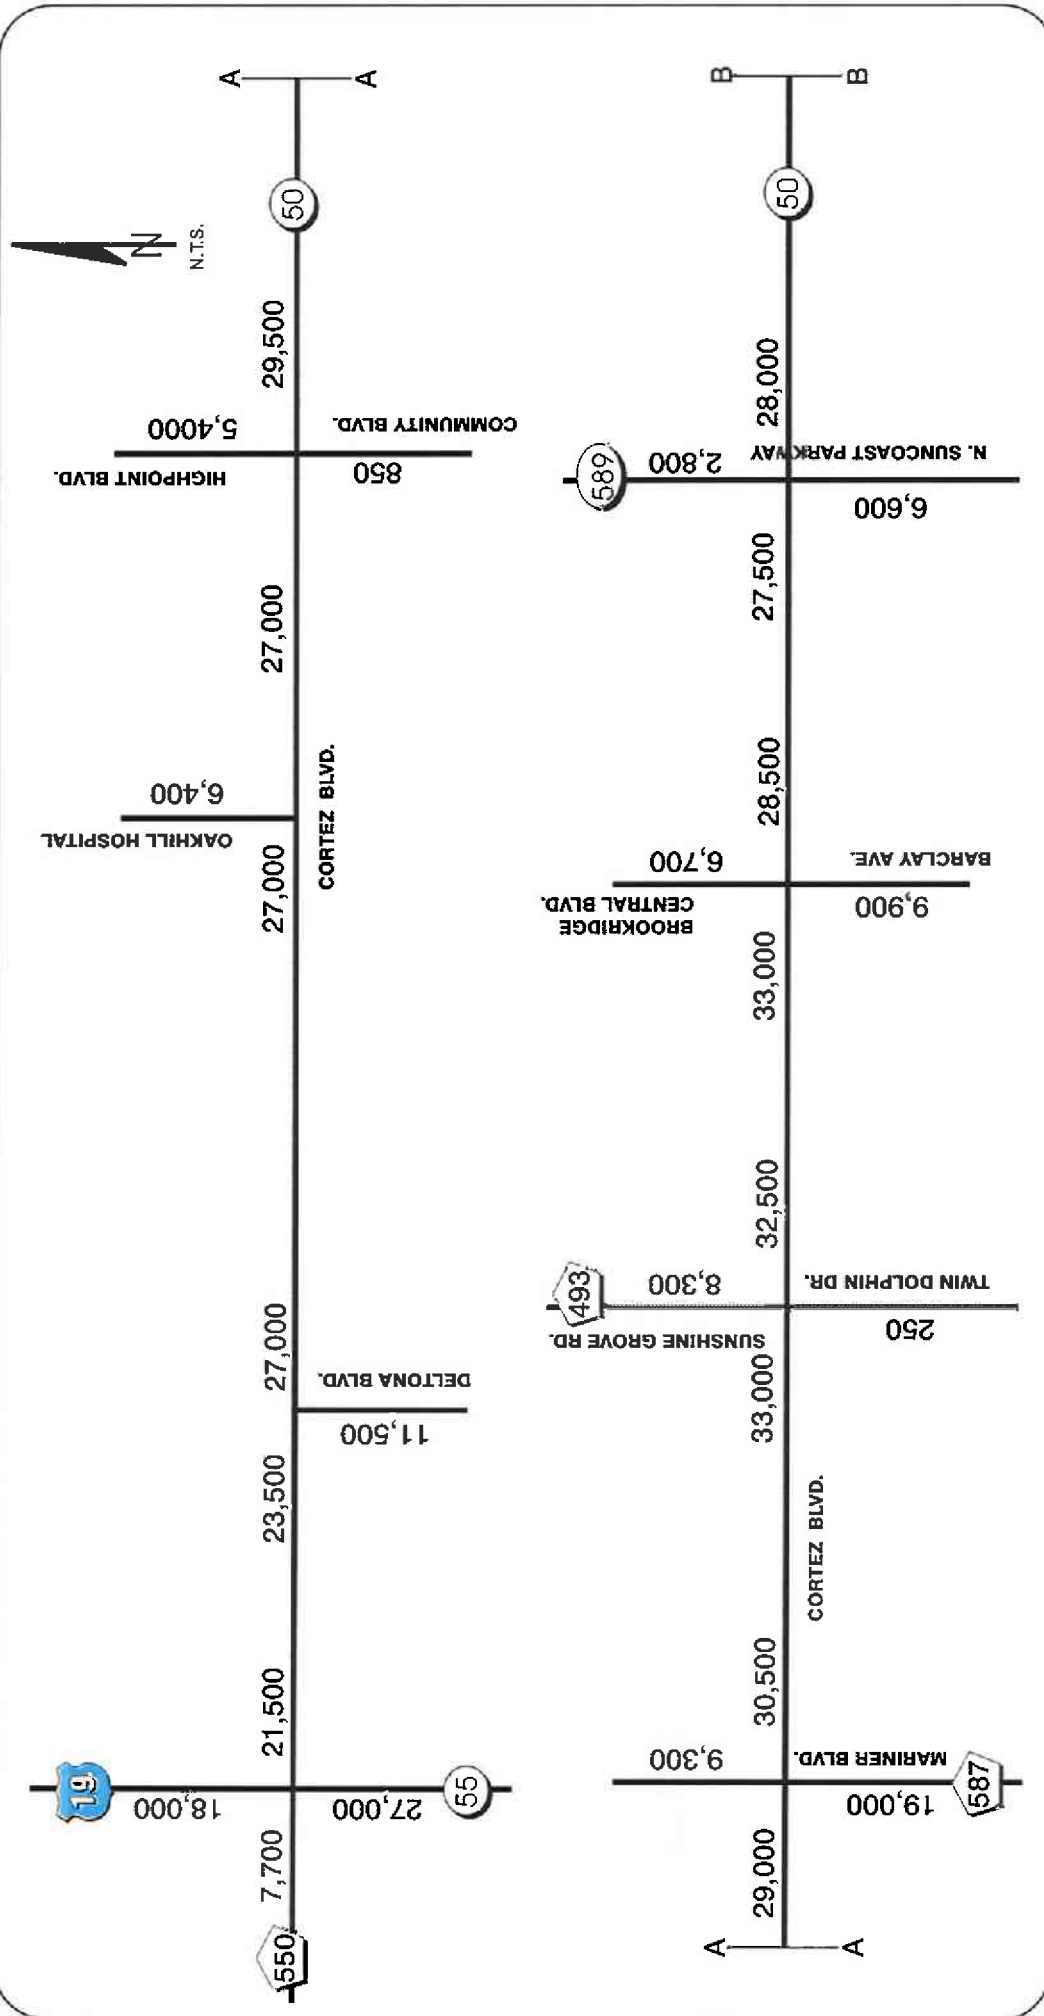 A
A
50
N
N.T.S.
29,500
5,4000
HIGHPOINT BLVD.
COMMUNITY BLVD.
850
27,000
6,400
OAKHILL HOSPITAL
27,000
CORTEZ BLVD.
27,000
DELTONA BLVD.
11,500
23,500
21,500
19
18,000
27,000
55
7,700
550
B
B
50
28,000
589
2,800
N. SUNCOAST PARKWAY
6,600
27,500
28,500
6,700
BROOKRIDGE
CENTRAL BLVD.
BARCLAY AVE.
9,900
33,000
32,500
493
8,300
SUNSHINE GROVE RD.
TWIN DOLPHIN DR.
250
33,000
CORTEZ BLVD.
30,500
9,300
MARINER BLVD.
19,000
587
29,000
A
A